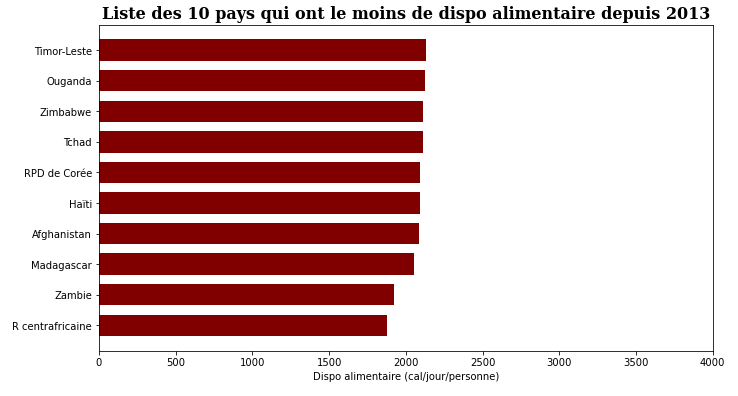 Liste des 10 pays qui ont le moins de dispo alimentaire depuis 2013
Timor-Leste
Ouganda
Zimbabwe
Tchad
RPD de Corée
Haïti
Afghanistan
Madagascar
Zambie
R centrafricaine
0 500 1000 1500 2000 2500 3000 3500 4000
Dispo alimentaire (cal/jour/personne)